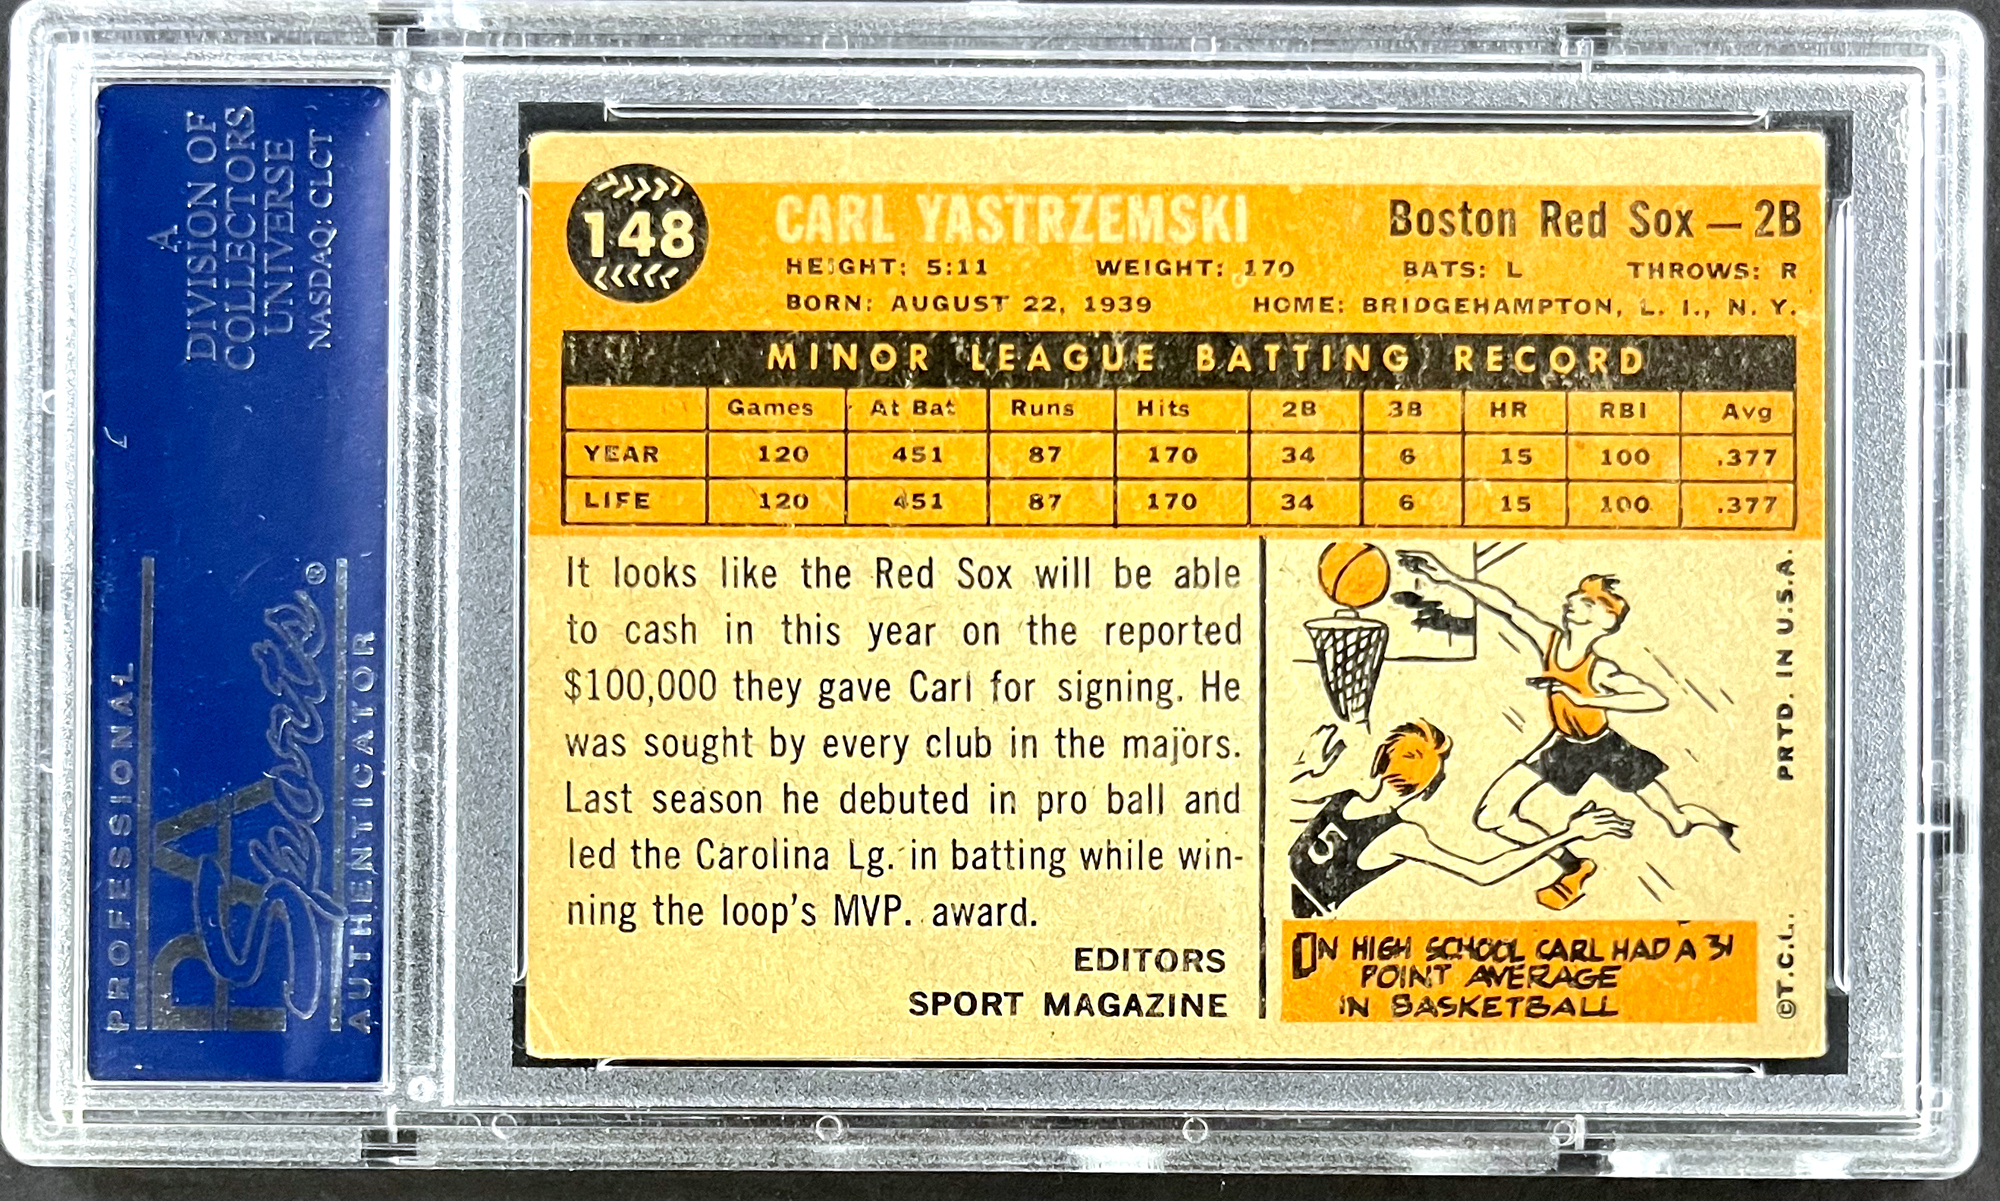 A
DIVISION OF
COLLECTORS
UNIVERSE
NASDAQ: CLCT
PROFESSIONAL
PSA
Sports®
AUTHENTICATOR
148
CARL YASTRZEMSKI
Boston Red Sox — 2B
HEIGHT: 5:11 WEIGHT: 170 BATS: L THROWS: R
BORN: AUGUST 22, 1939 HOME: BRIDGEHAMPTON, L. I., N. Y.
MINOR LEAGUE BATTING RECORD
Games At Bat Runs Hits 2B 3B HR RBI Avg
YEAR 120 451 87 170 34 6 15 100 .377
LIFE 120 451 87 170 34 6 15 100 .377
It looks like the Red Sox will be able
to cash in this year on the reported
$100,000 they gave Carl for signing. He
was sought by every club in the majors.
Last season he debuted in pro ball and
led the Carolina Lg. in batting while win-
ning the loop's MVP. award.
EDITORS
SPORT MAGAZINE
5
IN HIGH SCHOOL CARL HAD A 31
POINT AVERAGE
IN BASKETBALL
©T.C.L. PRTD. IN U.S.A.